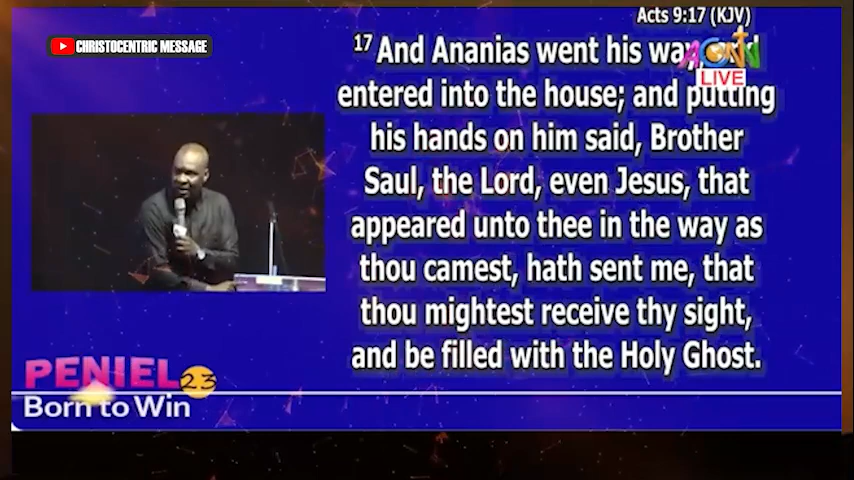 Acts 9:17 (KJV)
CHRISTOCENTRIC MESSAGE
17 And Ananias went his way, and
LIVE
entered into the house; and putting
his hands on him said, Brother
Saul, the Lord, even Jesus, that
appeared unto thee in the way as
thou camest, hath sent me, that
thou mightest receive thy sight,
and be filled with the Holy Ghost.
PENIEL 23
Born to Win